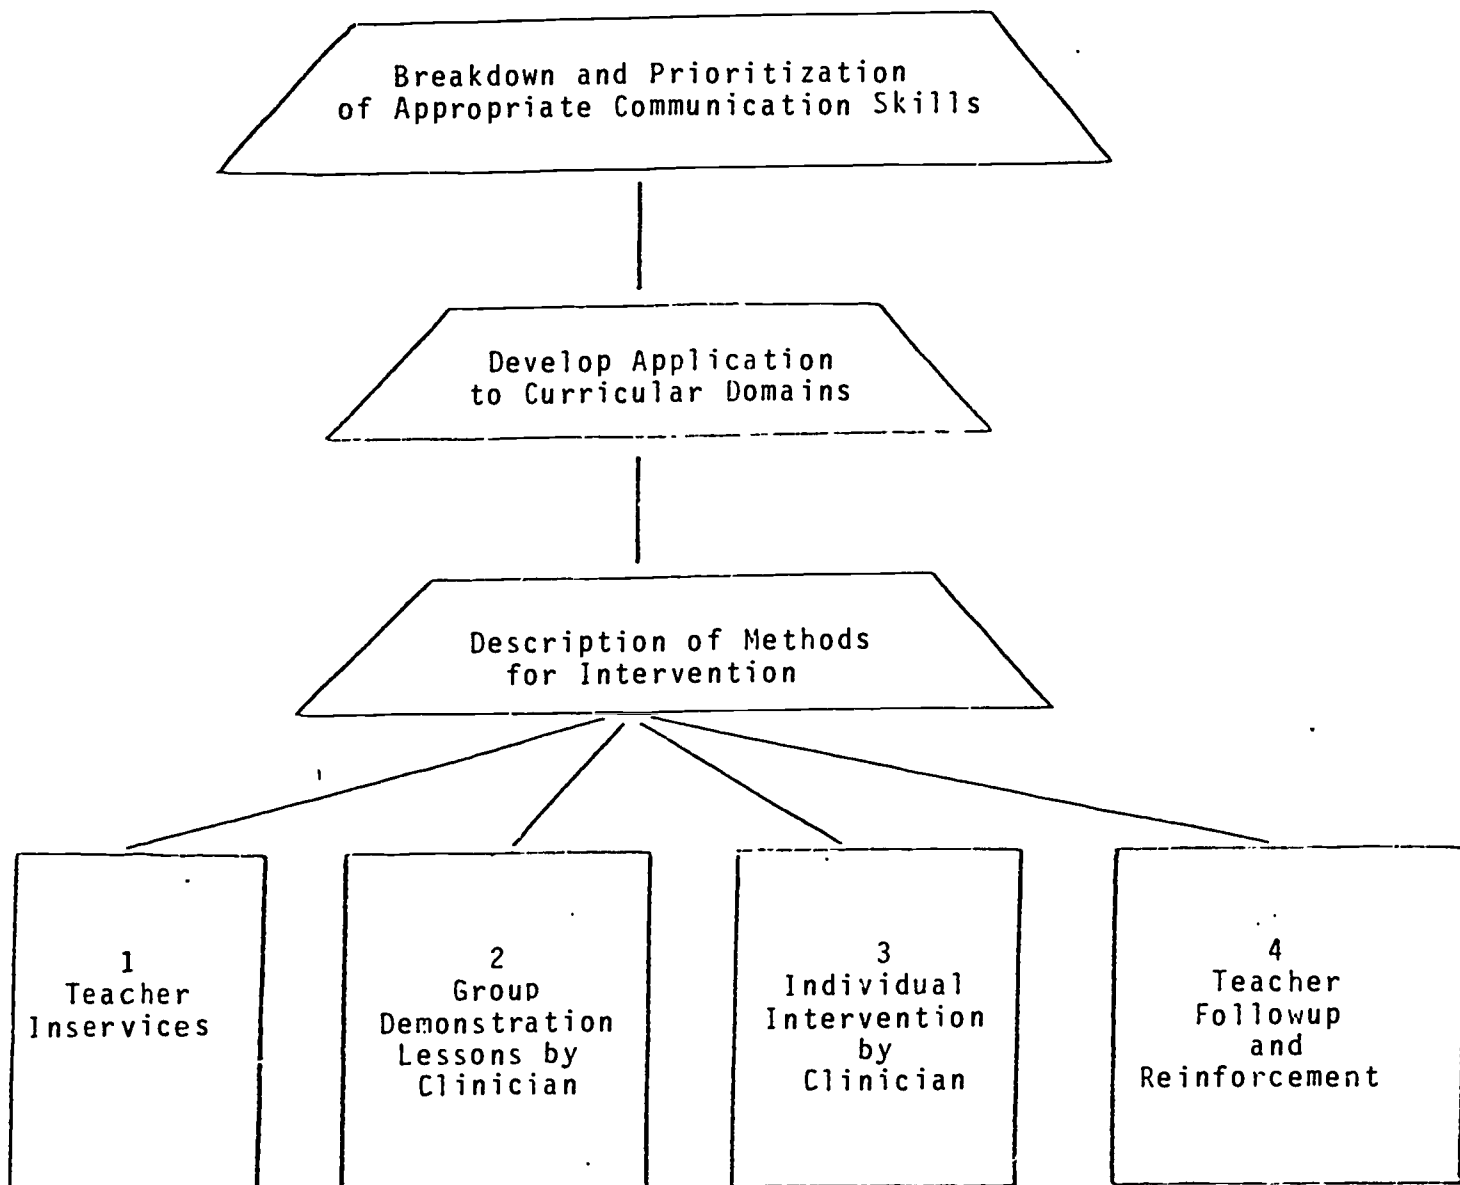 Breakdown and Prioritization
of Appropriate Communication Skills
Develop Application
to Curricular Domains
Description of Methods
for Intervention
1
Teacher
Inservices
2
Group
Demonstration
Lessons by
Clinician
3
Individual
Intervention
by
Clinician
4
Teacher
Followup
and
Reinforcement